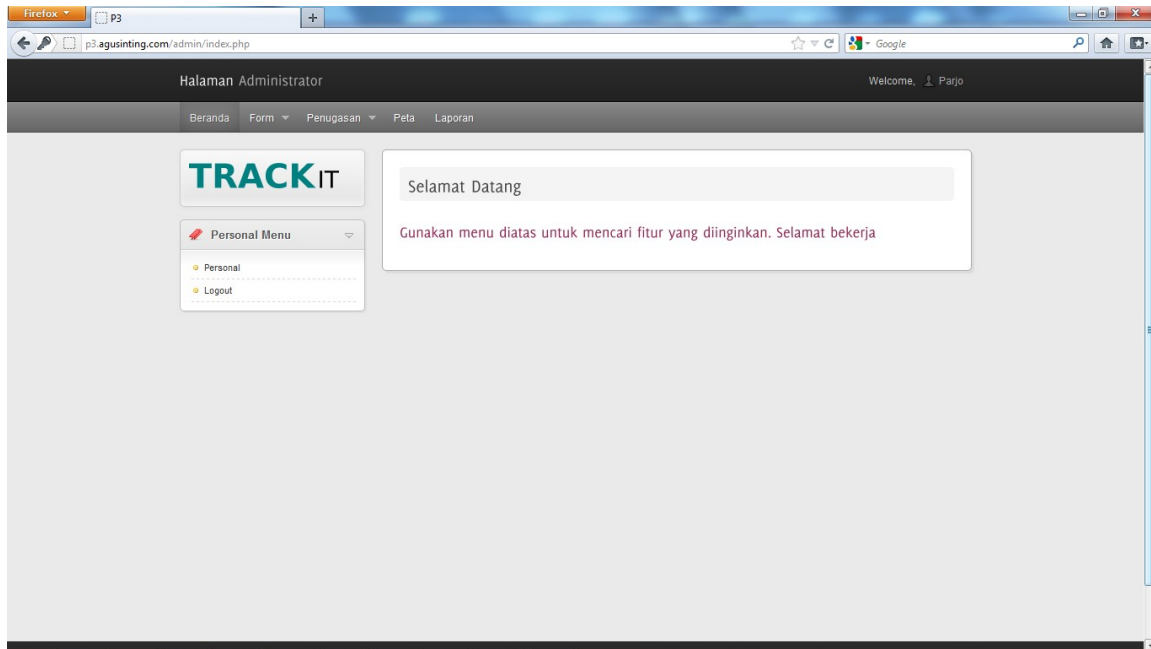 Firefox
P3
p3.agusinting.com/admin/index.php
Google
Halaman Administrator
Welcome, Parjo
Beranda Form Penugasan Peta Laporan
TRACKIT
Selamat Datang
Gunakan menu diatas untuk mencari fitur yang diinginkan. Selamat bekerja
Personal Menu
Personal
Logout